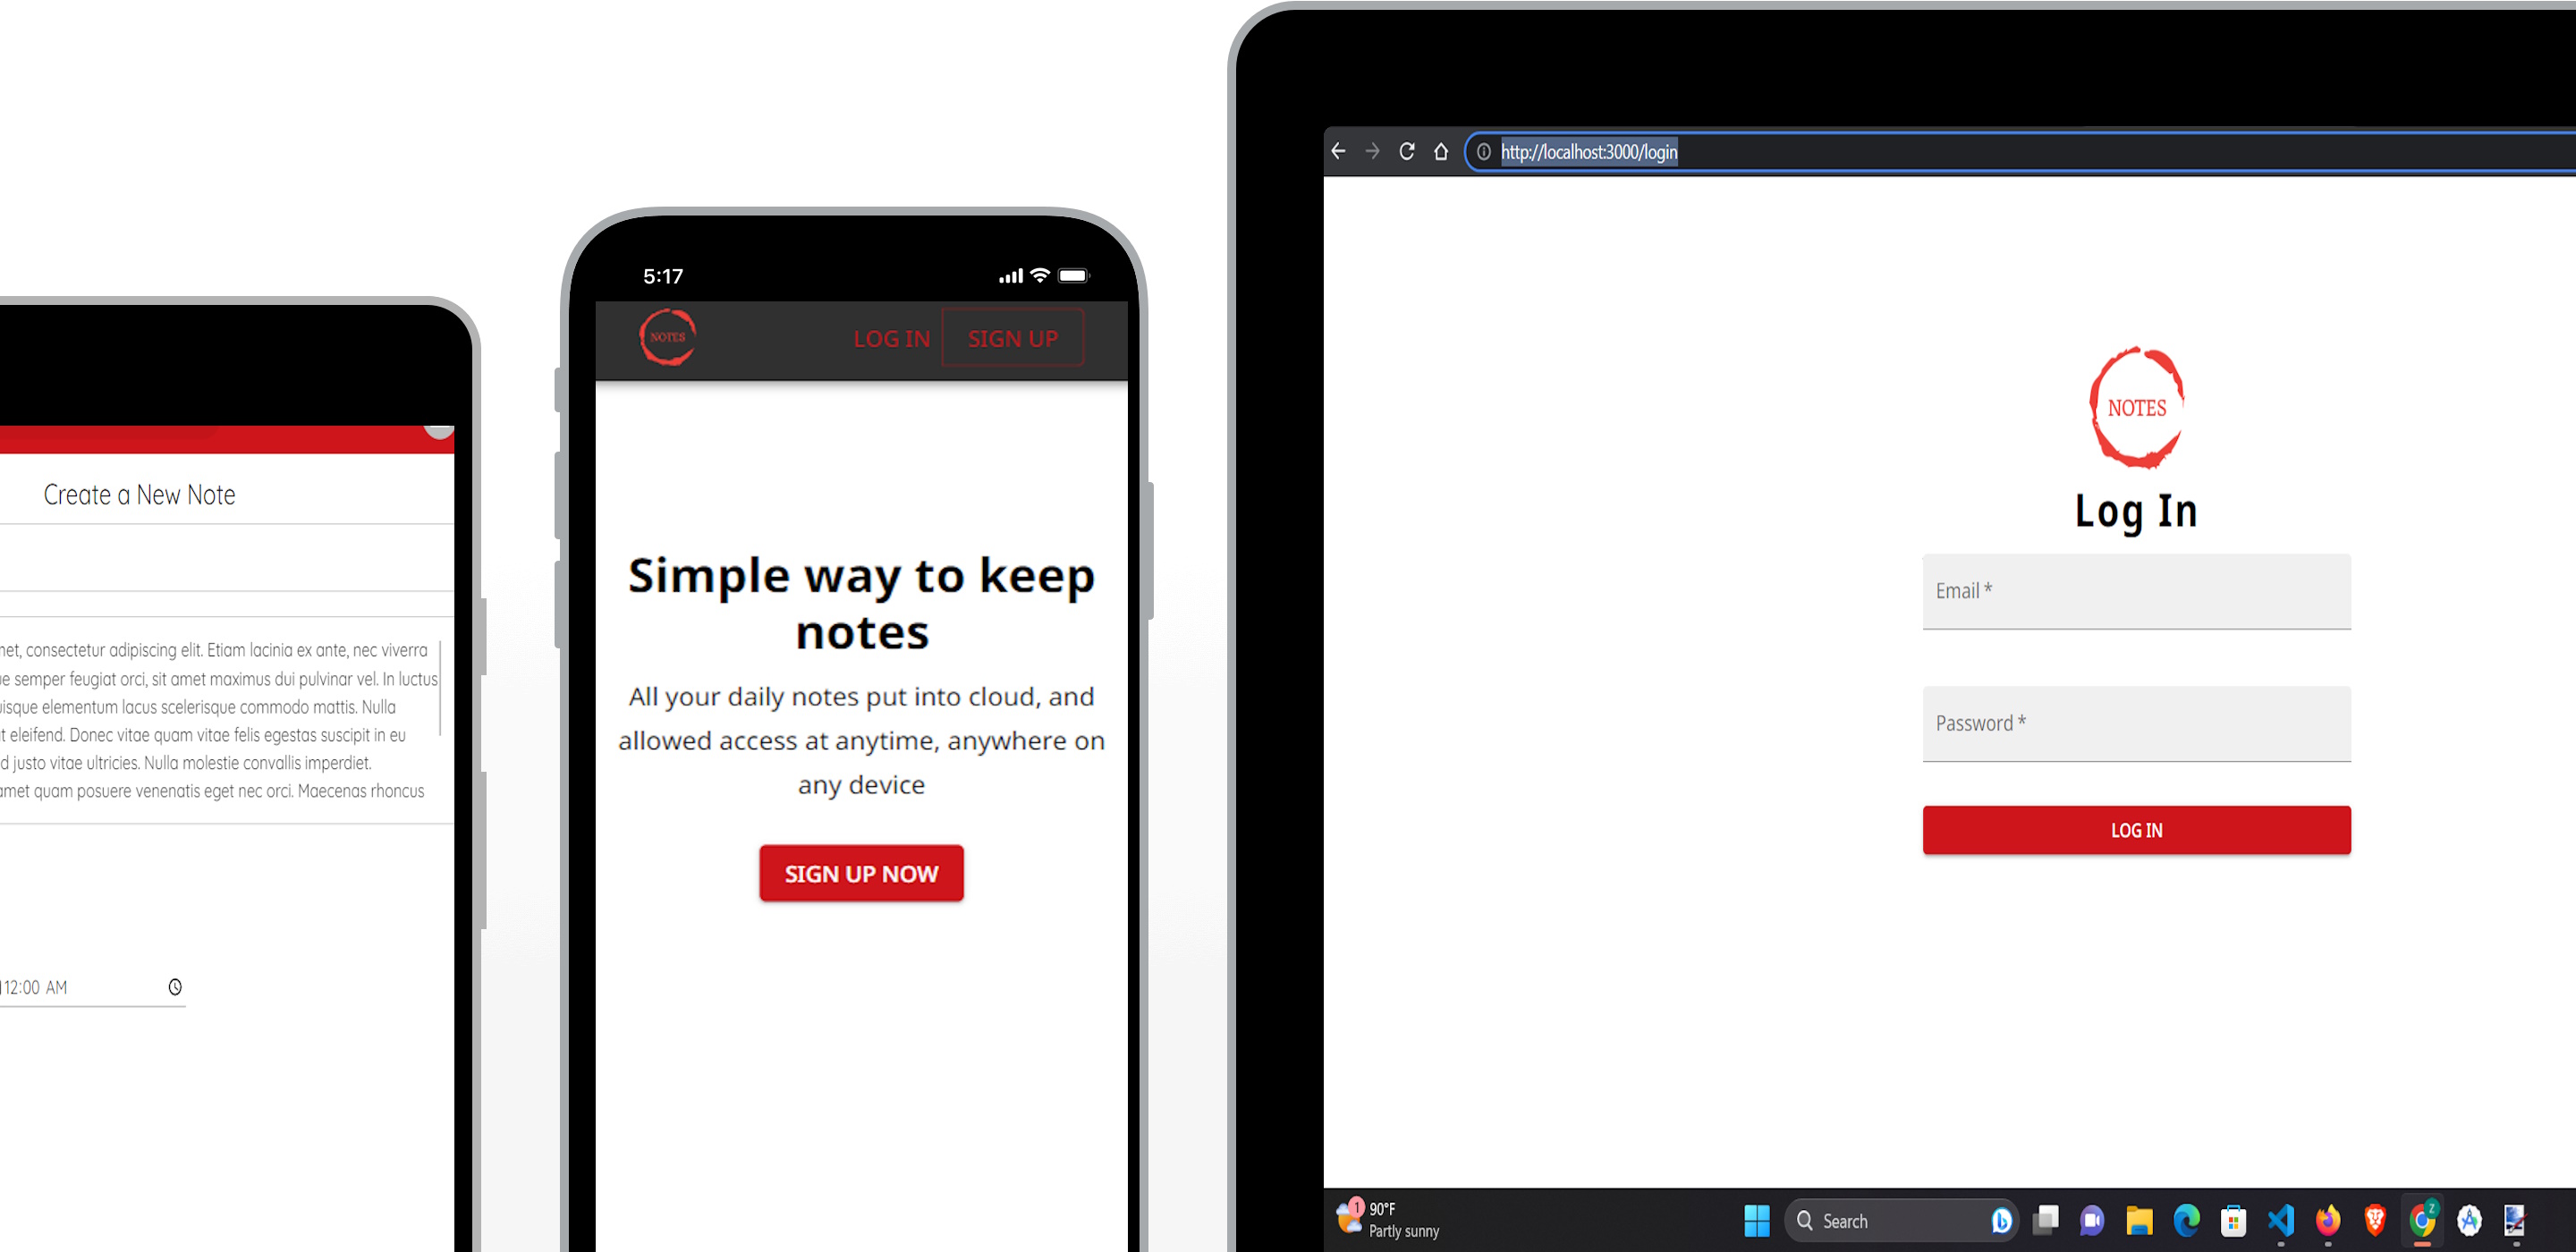 Create a New Note
met, consectetur adipiscing elit. Etiam lacinia ex ante, nec viverra
semper feugiat orci, sit amet maximus dui pulvinar vel. In luctus
elementum lacus scelerisque commodo mattis. Nulla
eleifend. Donec vitae quam vitae felis egestas suscipit in eu
justo vitae ultricies. Nulla molestie convallis imperdiet.
amet quam posuere venenatis eget nec orci. Maecenas rhoncus
12:00 AM
5:17
NOTES
LOG IN
SIGN UP
Simple way to keep
notes
All your daily notes put into cloud, and
allowed access at anytime, anywhere on
any device
SIGN UP NOW
http://localhost:3000/login
NOTES
Log In
Email *
Password *
LOG IN
1
90°F
Partly sunny
Search
Z